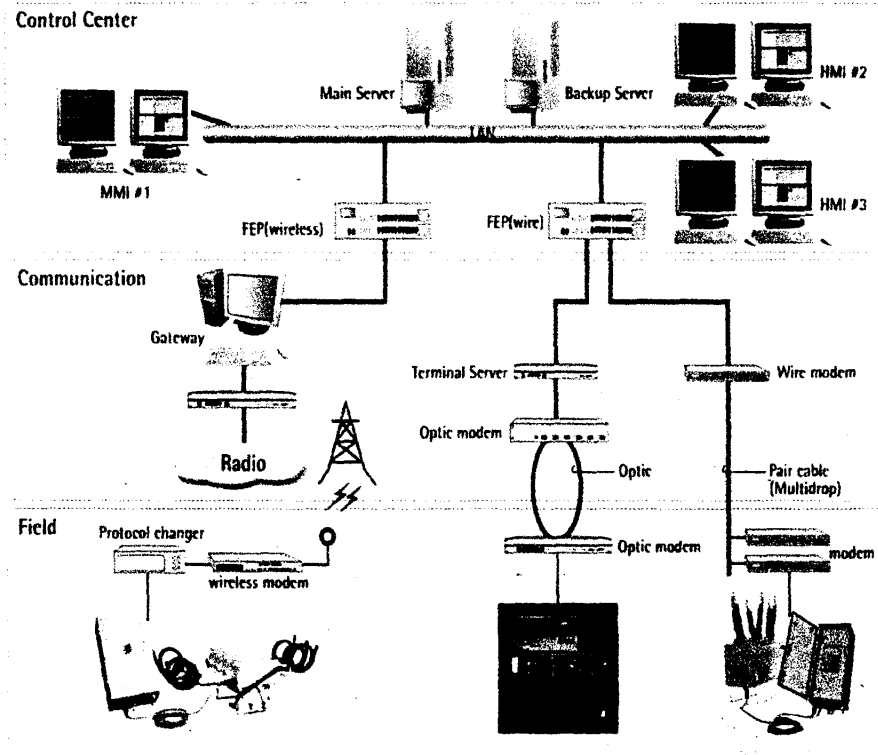 Control Center
Main Server
Backup Server
HMI #2
LAN
MMI #1
HMI #3
FEP(wireless)
FEP(wire)
Communication
Gateway
Terminal Server
Wire modem
Optic modem
Radio
Optic
Pair cable
(Multidrop)
Field
Protocol changer
Optic modem
modem
wireless modem